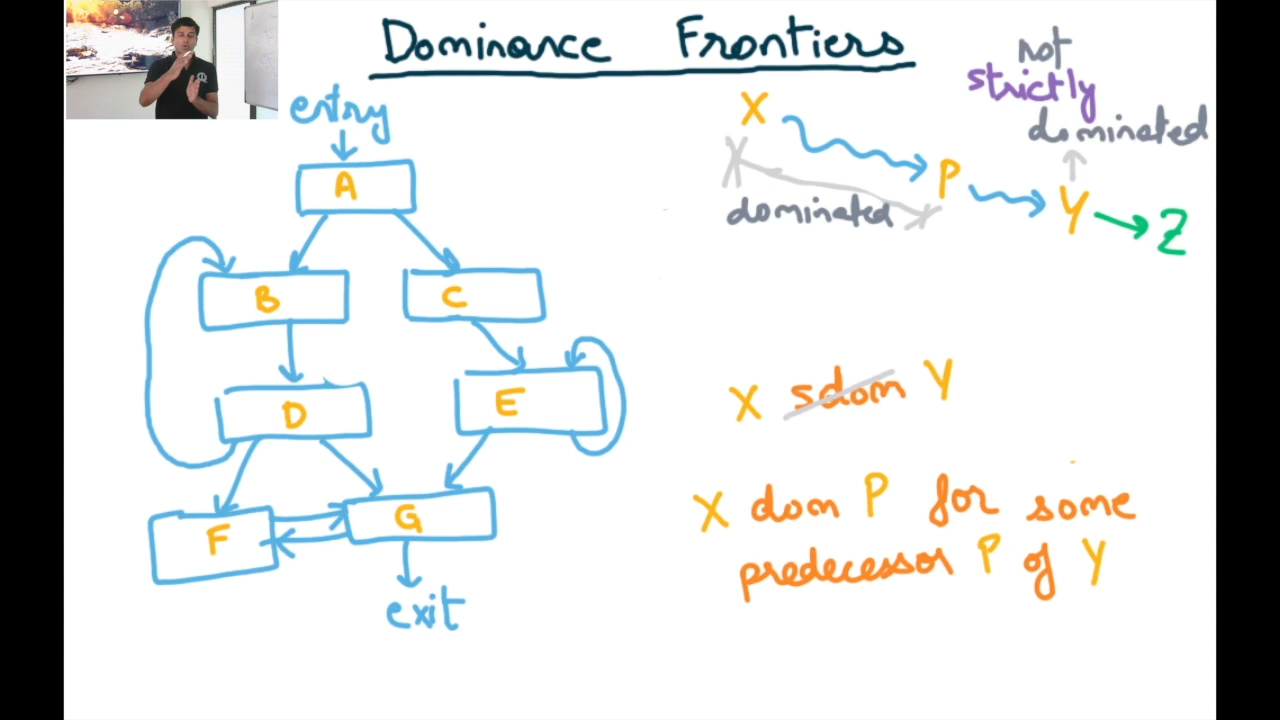 Dominance Frontiers
entry
A
B
C
D
E
F
G
exit
not
strictly
dominated
X
P
Y
Z
dominated
X sdom Y
X dom P for some
predecessor P of Y